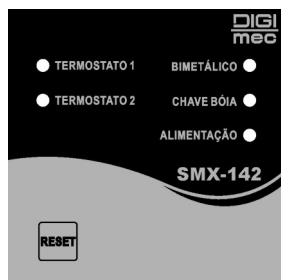 DIGI
mec
TERMOSTATO 1 BIMETÁLICO
TERMOSTATO 2 CHAVE BÓIA
ALIMENTAÇÃO
SMX-142
RESET